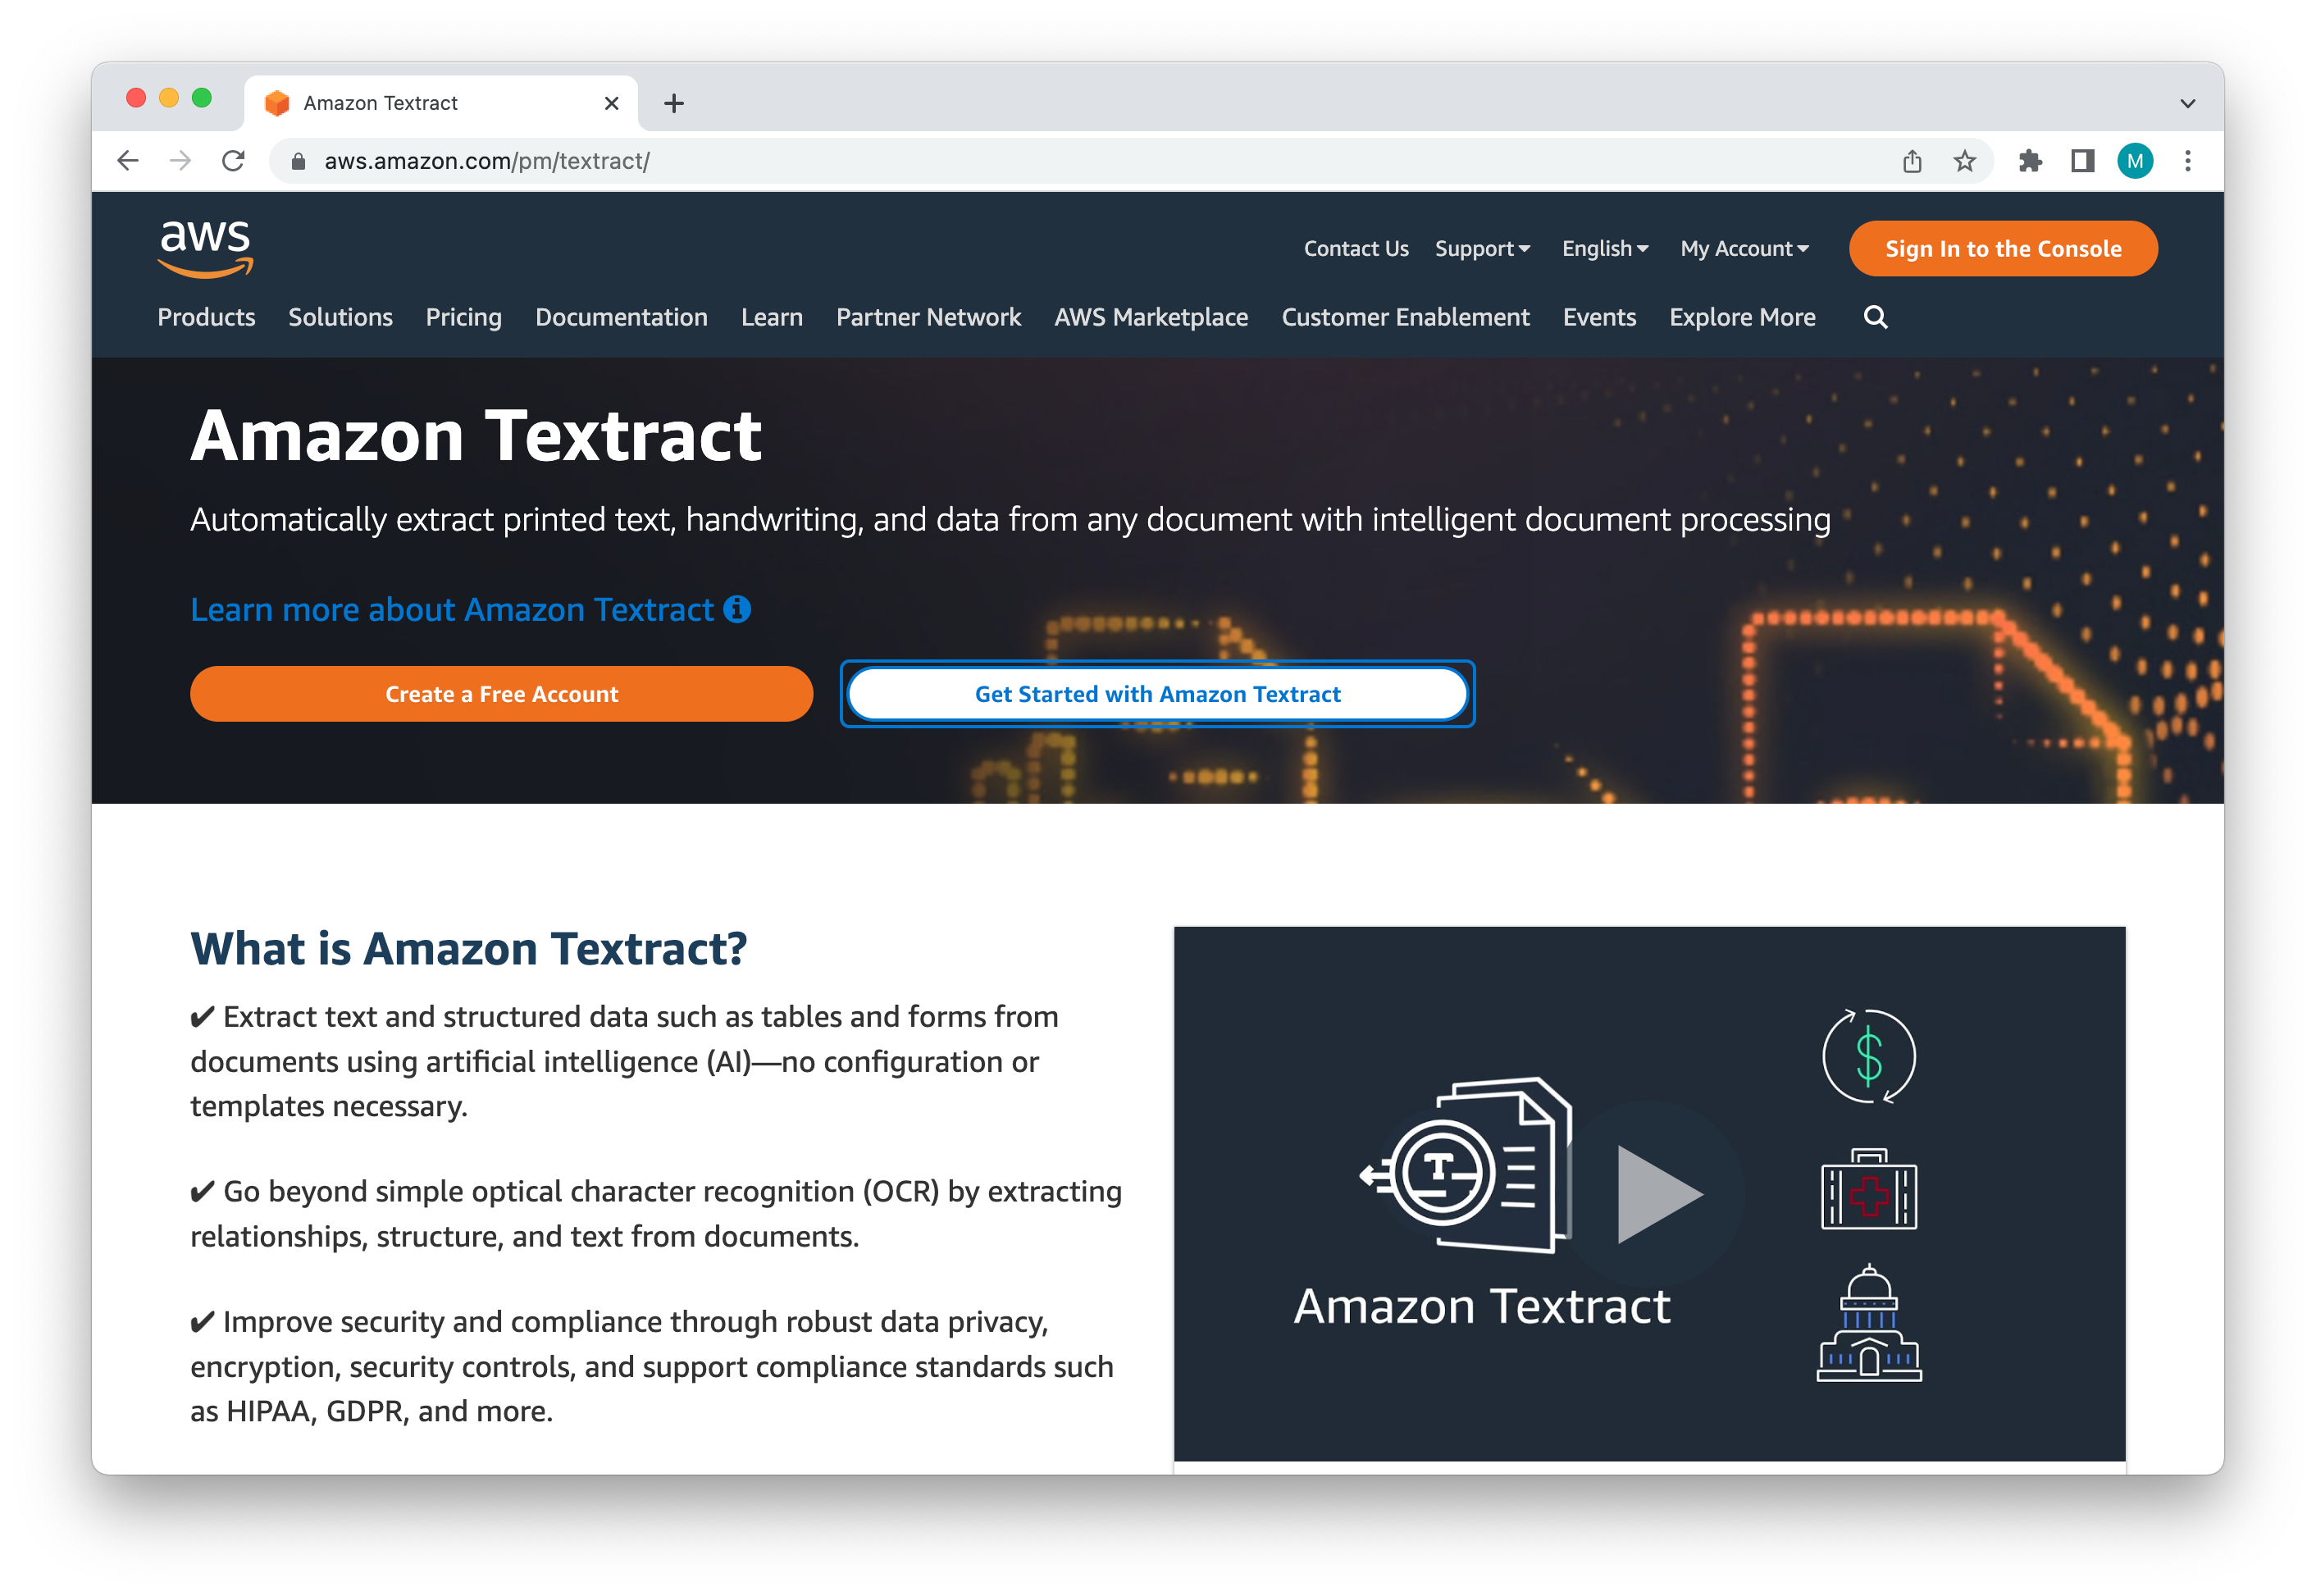 Amazon Textract
aws.amazon.com/pm/textract/
M
aws
Contact Us Support English My Account Sign In to the Console
Products Solutions Pricing Documentation Learn Partner Network AWS Marketplace Customer Enablement Events Explore More
Amazon Textract
Automatically extract printed text, handwriting, and data from any document with intelligent document processing
Learn more about Amazon Textract
Create a Free Account Get Started with Amazon Textract
What is Amazon Textract?
✔ Extract text and structured data such as tables and forms from
documents using artificial intelligence (AI)—no configuration or
templates necessary.
✔ Go beyond simple optical character recognition (OCR) by extracting
relationships, structure, and text from documents.
✔ Improve security and compliance through robust data privacy,
encryption, security controls, and support compliance standards such
as HIPAA, GDPR, and more.
T
$
Amazon Textract